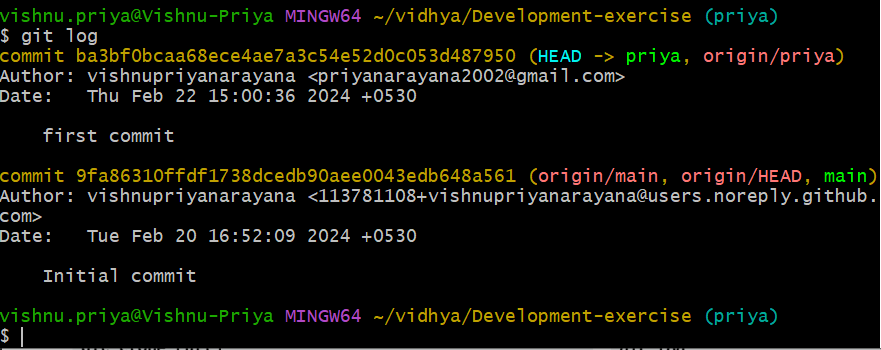 vishnu.priya@Vishnu-Priya MINGW64 ~/vidhya/Development-exercise (priya)
$ git log
commit ba3bf0bcaa68ece4ae7a3c54e52d0c053d487950 (HEAD -> priya, origin/priya)
Author: vishnupriyanarayana <priyanarayana2002@gmail.com>
Date:   Thu Feb 22 15:00:36 2024 +0530
    first commit
commit 9fa86310ffdf1738dcedb90aee0043edb648a561 (origin/main, origin/HEAD, main)
Author: vishnupriyanarayana <113781108+vishnupriyanarayana@users.noreply.github.
com>
Date:   Tue Feb 20 16:52:09 2024 +0530
    Initial commit
vishnu.priya@Vishnu-Priya MINGW64 ~/vidhya/Development-exercise (priya)
$